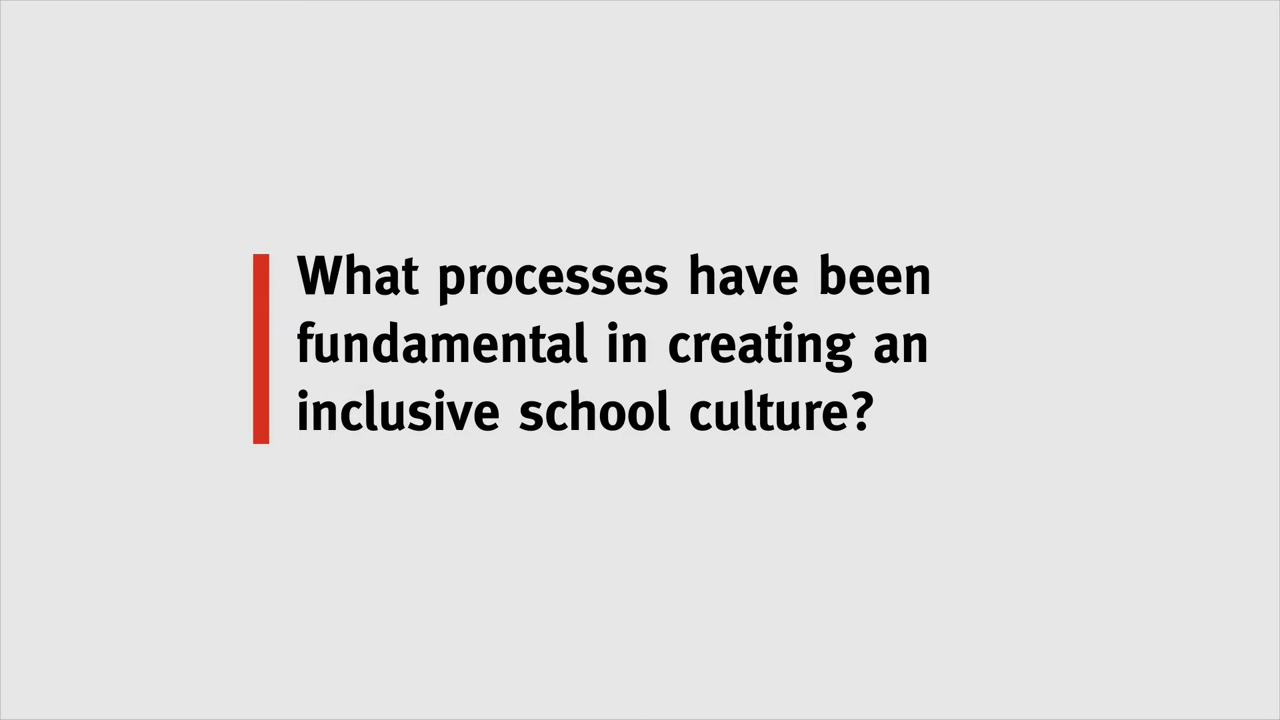 What processes have been
fundamental in creating an
inclusive school culture?